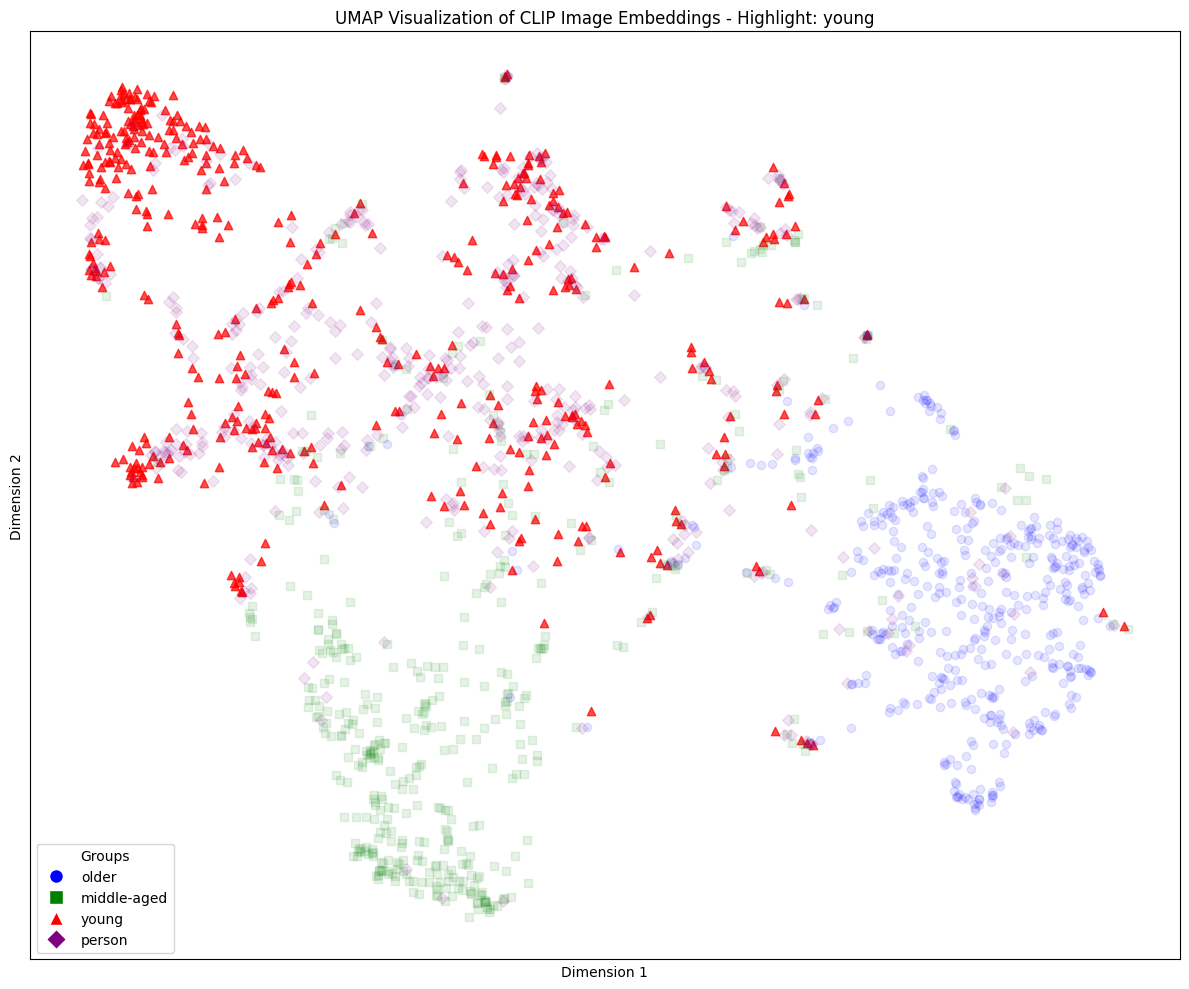 UMAP Visualization of CLIP Image Embeddings - Highlight: young
Dimension 2
Groups
older
middle-aged
young
person
Dimension 1